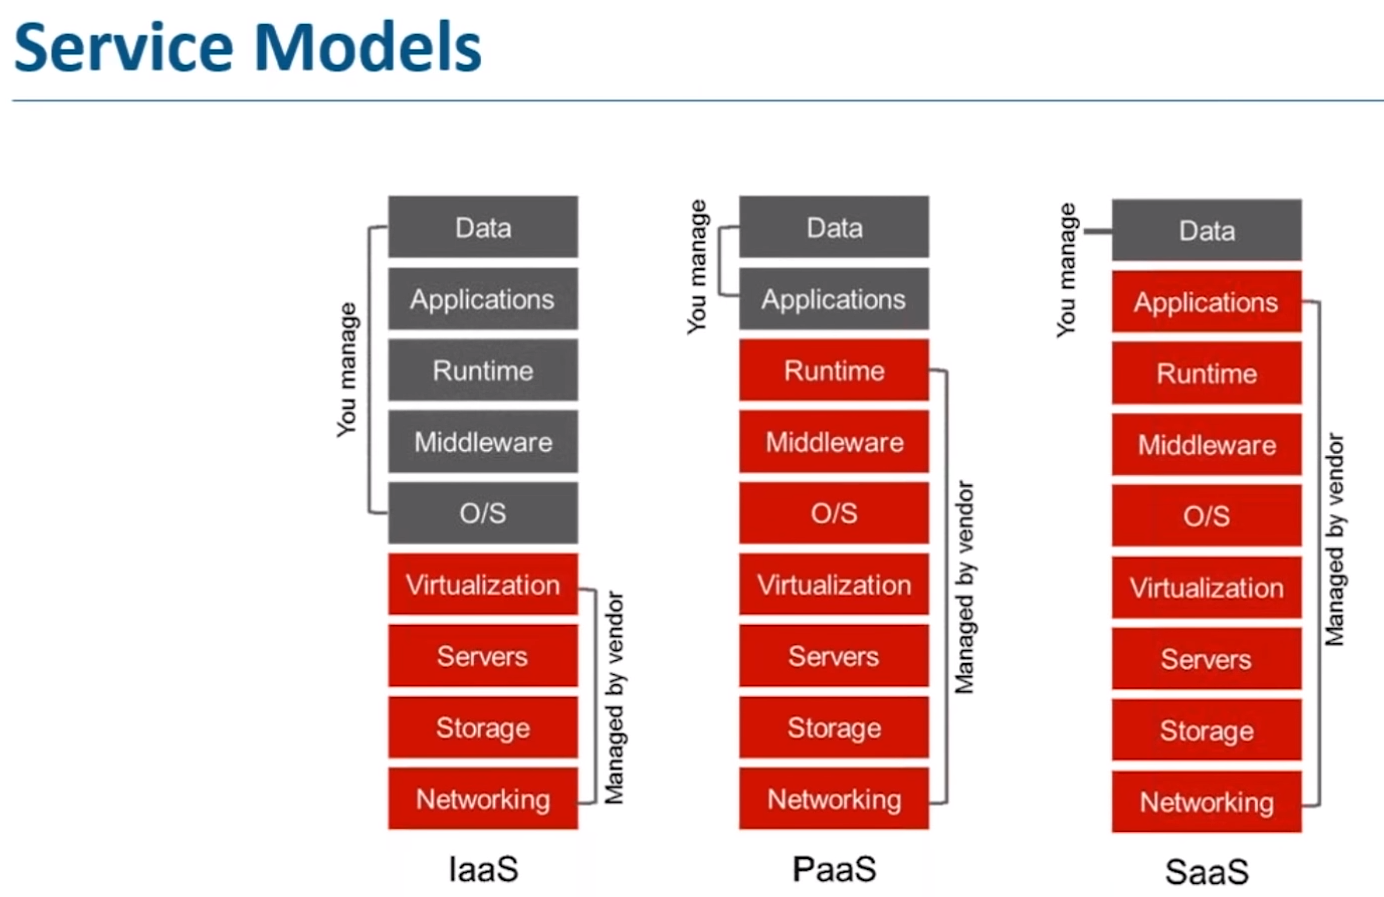 Service Models
You manage
Data
Applications
Runtime
Middleware
O/S
Virtualization
Servers
Storage
Networking
Managed by vendor
IaaS
You manage
Data
Applications
Runtime
Middleware
O/S
Virtualization
Servers
Storage
Networking
Managed by vendor
PaaS
You manage
Data
Applications
Runtime
Middleware
O/S
Virtualization
Servers
Storage
Networking
Managed by vendor
SaaS